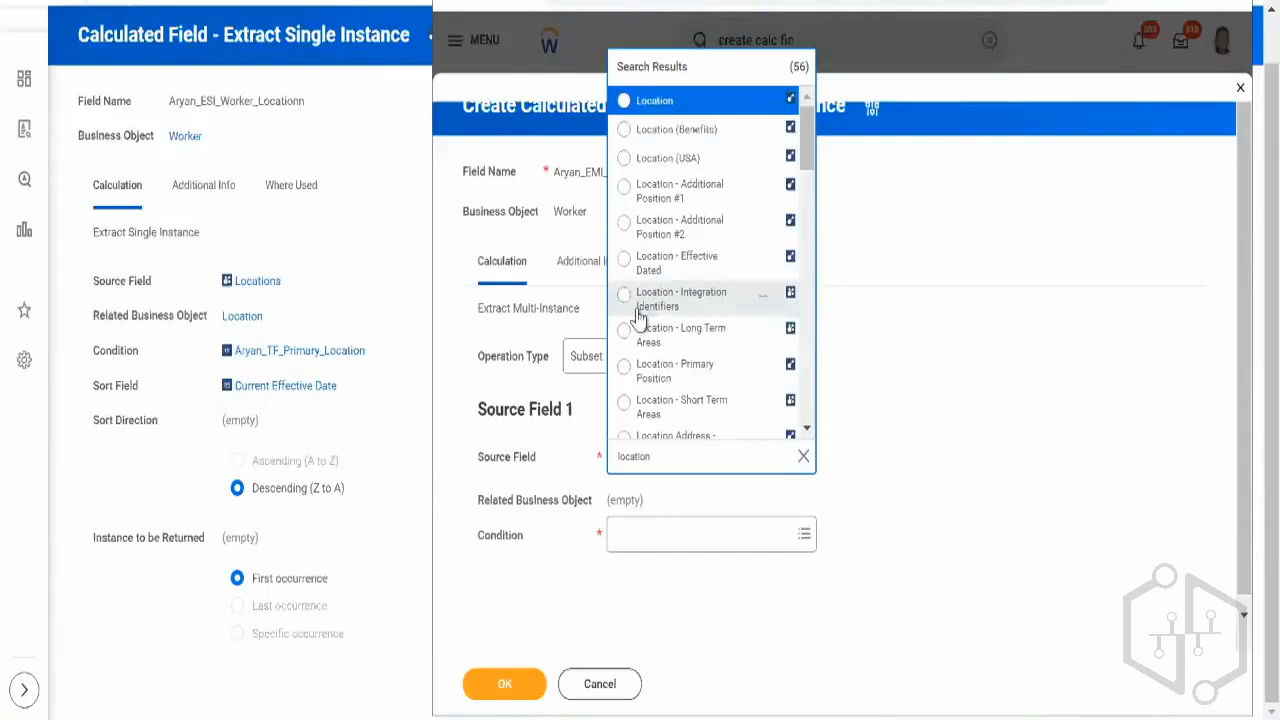 Calculated Field - Extract Single Instance
Field Name Aryan_ESI_Worker_Locationn
Business Object Worker
Calculation Additional Info Where Used
Extract Single Instance
Source Field Locations
Related Business Object Location
Condition Aryan_TF_Primary_Location
Sort Field Current Effective Date
Sort Direction (empty)
Ascending (A to Z)
Descending (Z to A)
Instance to be Returned (empty)
First occurrence
Last occurrence
Specific occurrence
MENU
create calc fie
203
510
Create Calculated
nce
Field Name * Aryan_EMI_
Business Object Worker
Calculation Additional I
Extract Multi-Instance
Operation Type Subset
Source Field 1
Source Field *
Related Business Object (empty)
Condition *
Search Results (56)
Location
Location (Benefits)
Location (USA)
Location - Additional
Position #1
Location - Additional
Position #2
Location - Effective
Dated
Location - Integration
Identifiers
Location - Long Term
Areas
Location - Primary
Position
Location - Short Term
Areas
Location Address -
location
OK Cancel